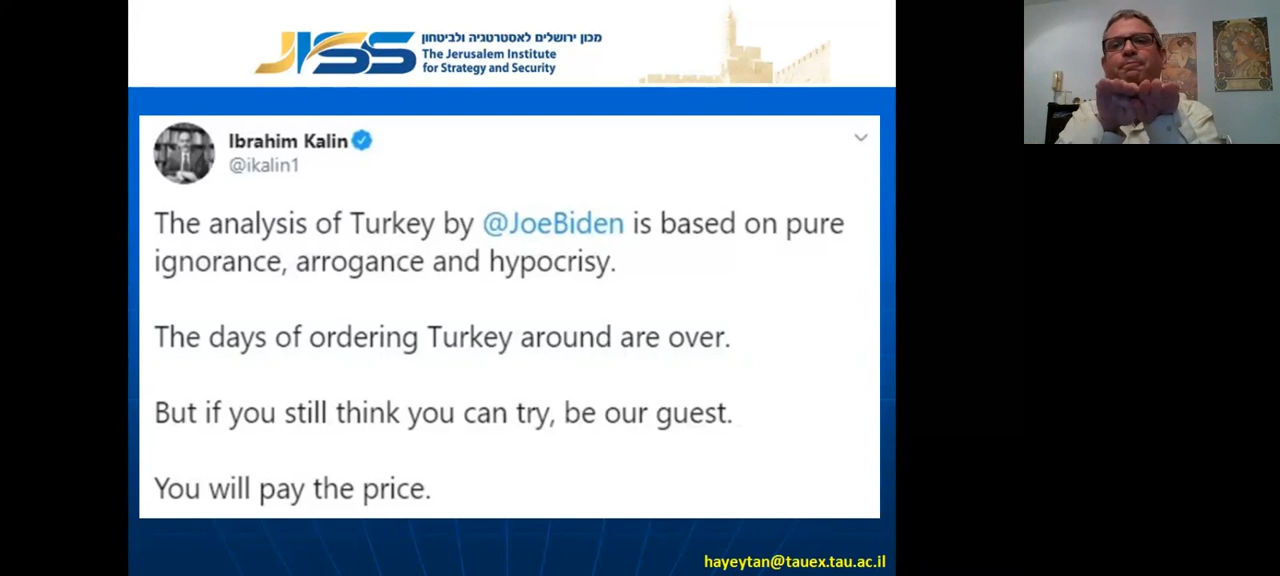 JISS
מכון ירושלים לאסטרטגיה ולביטחון
The Jerusalem Institute
for Strategy and Security
Ibrahim Kalin
@ikalin1
The analysis of Turkey by @JoeBiden is based on pure
ignorance, arrogance and hypocrisy.
The days of ordering Turkey around are over.
But if you still think you can try, be our guest.
You will pay the price.
hayeytan@tauex.tau.ac.il